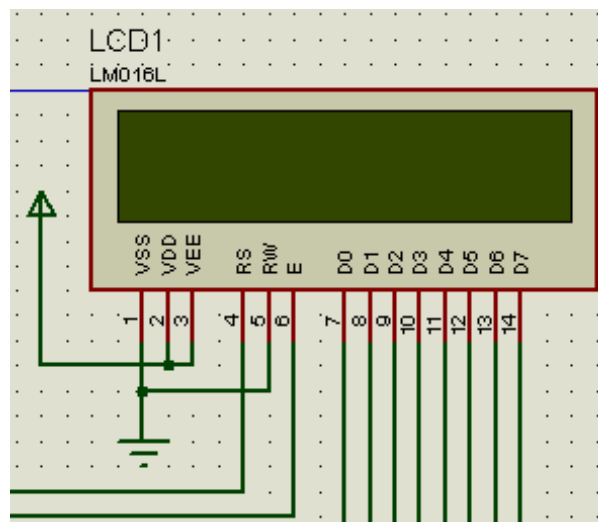 LCD1
LM016L
VSS VDD VEE RS RW E D0 D1 D2 D3 D4 D5 D6 D7
1 2 3 4 5 6 7 8 9 10 11 12 13 14